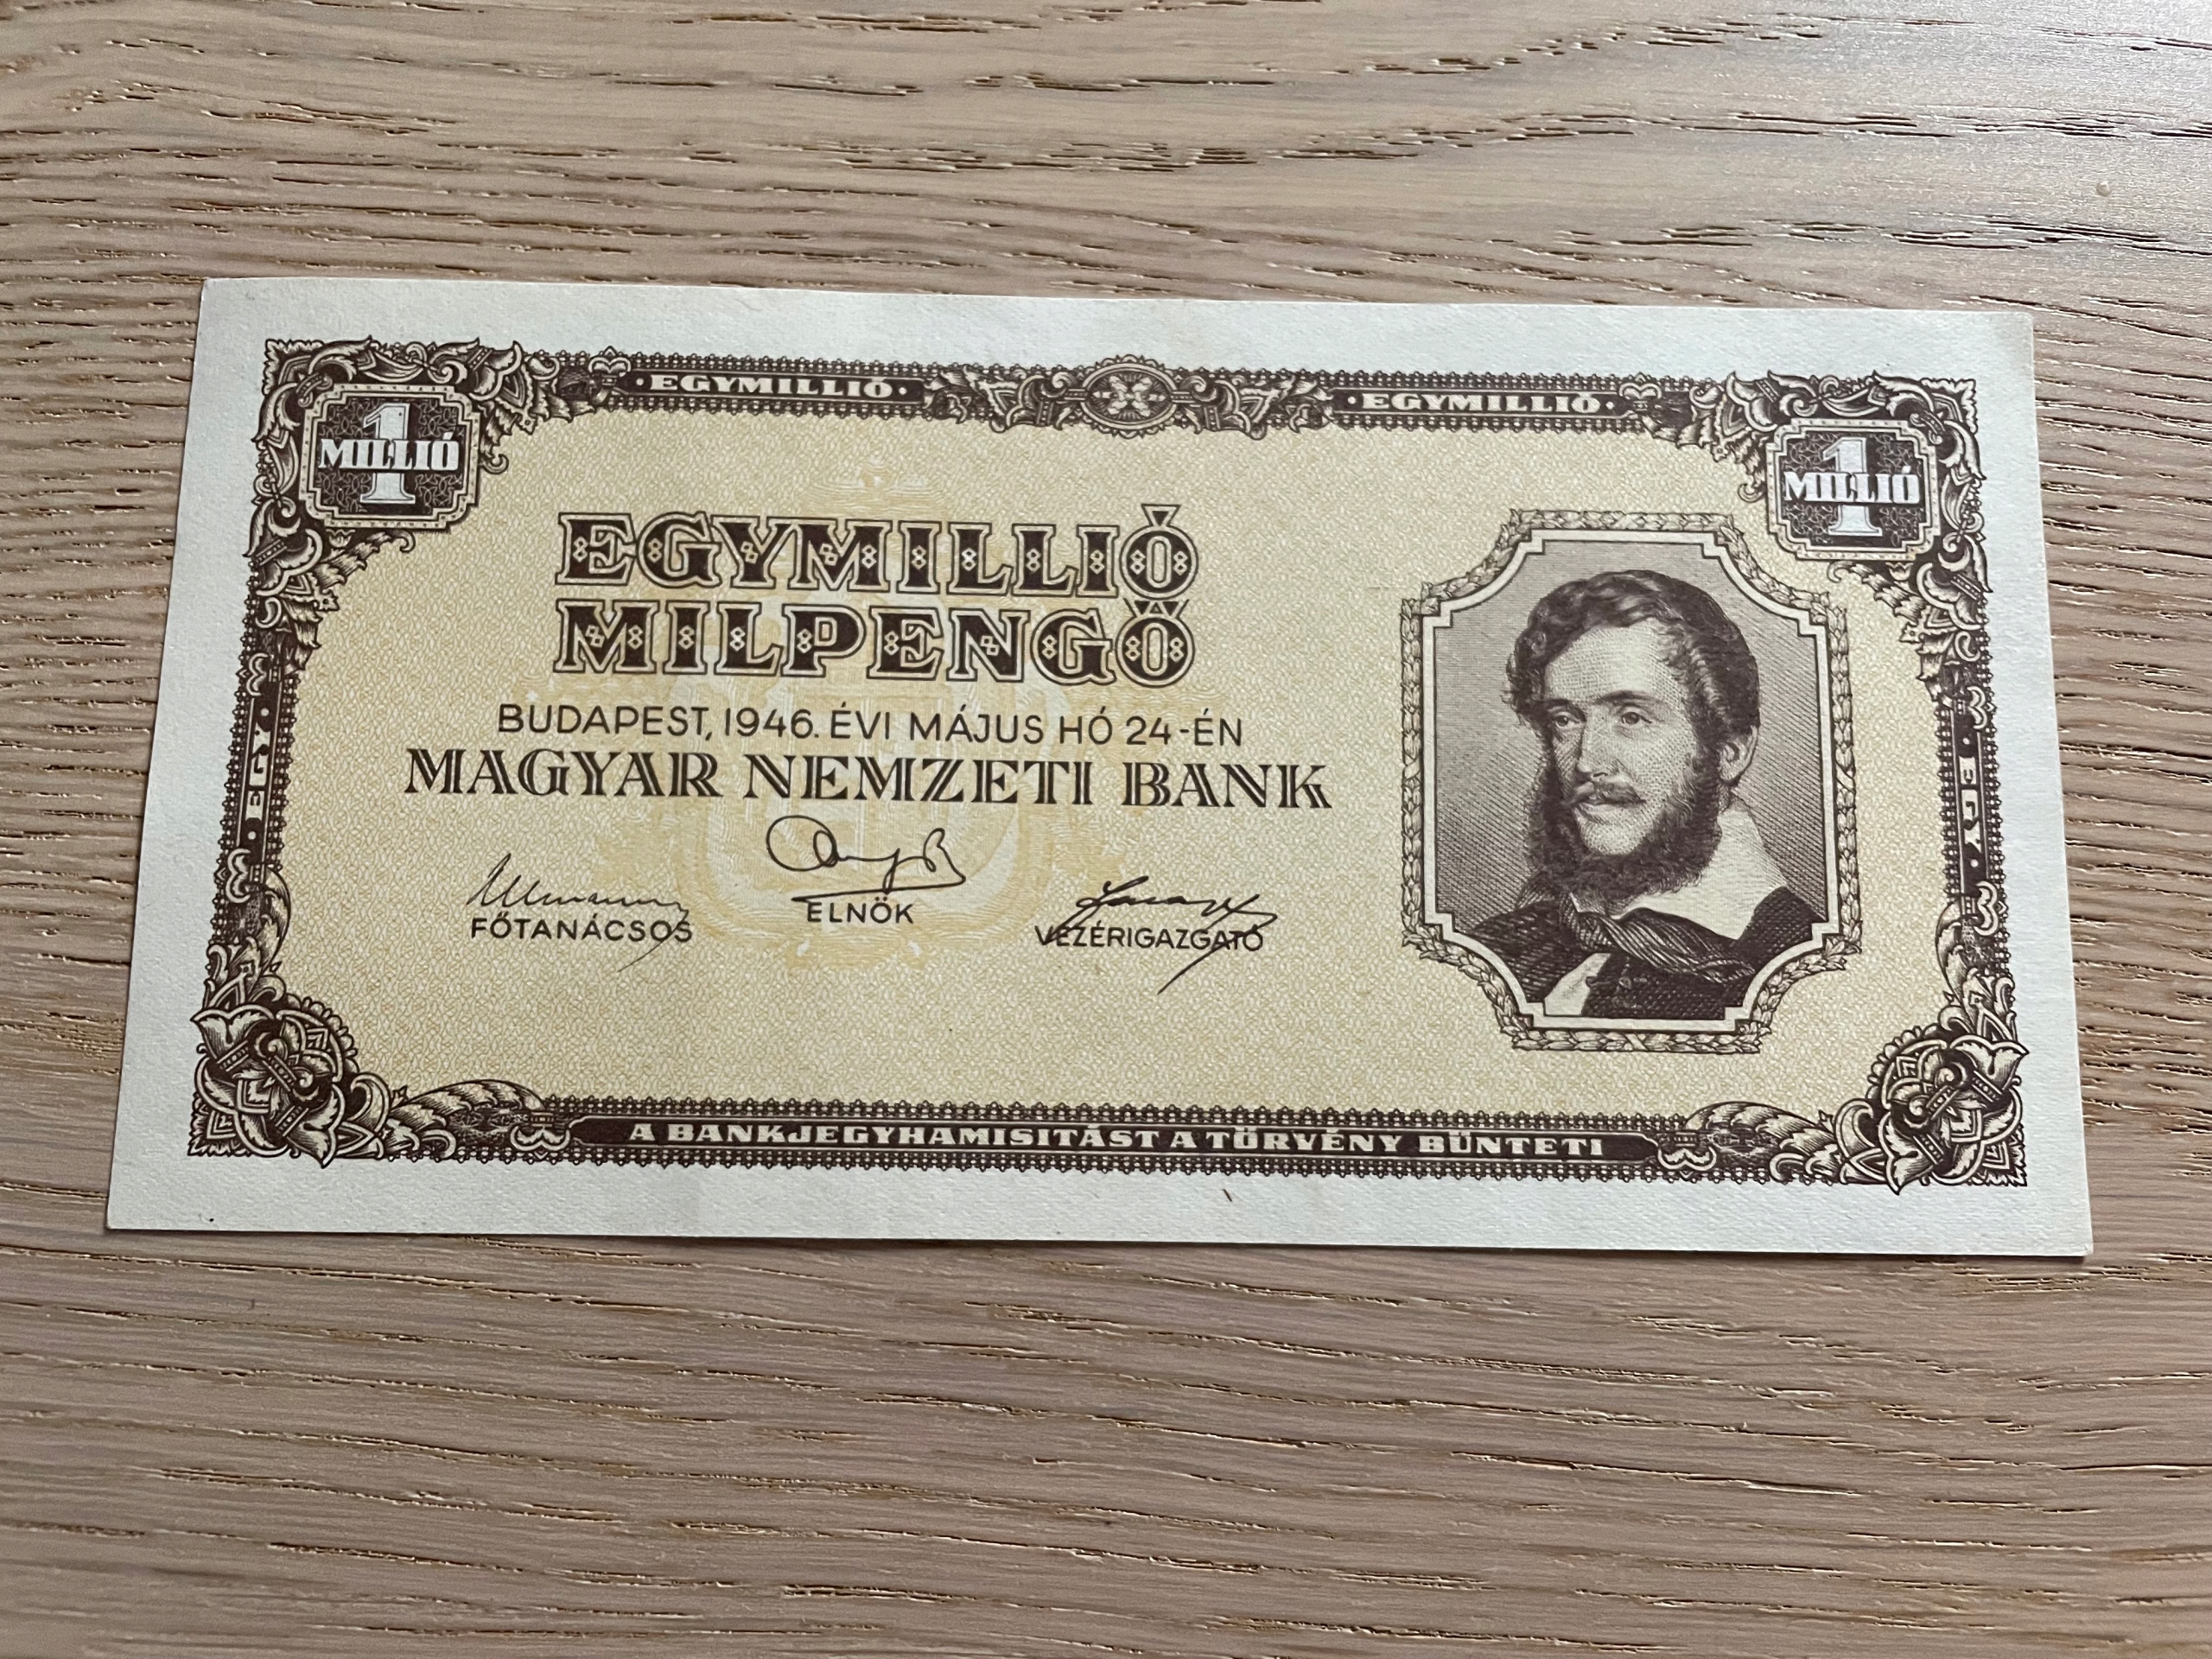 · EGYMILLIÓ ·
· EGYMILLIÓ ·
1
MILLIÓ
1
MILLIÓ
EGYMILLIÓ
MILPENGŐ
BUDAPEST, 1946. ÉVI MÁJUS HÓ 24-ÉN
MAGYAR NEMZETI BANK
FŐTANÁCSOS
ELNÖK
VEZÉRIGAZGATÓ
· EGY ·
· EGY ·
A BANKJEGYHAMISITÁST A TÖRVÉNY BÜNTETI